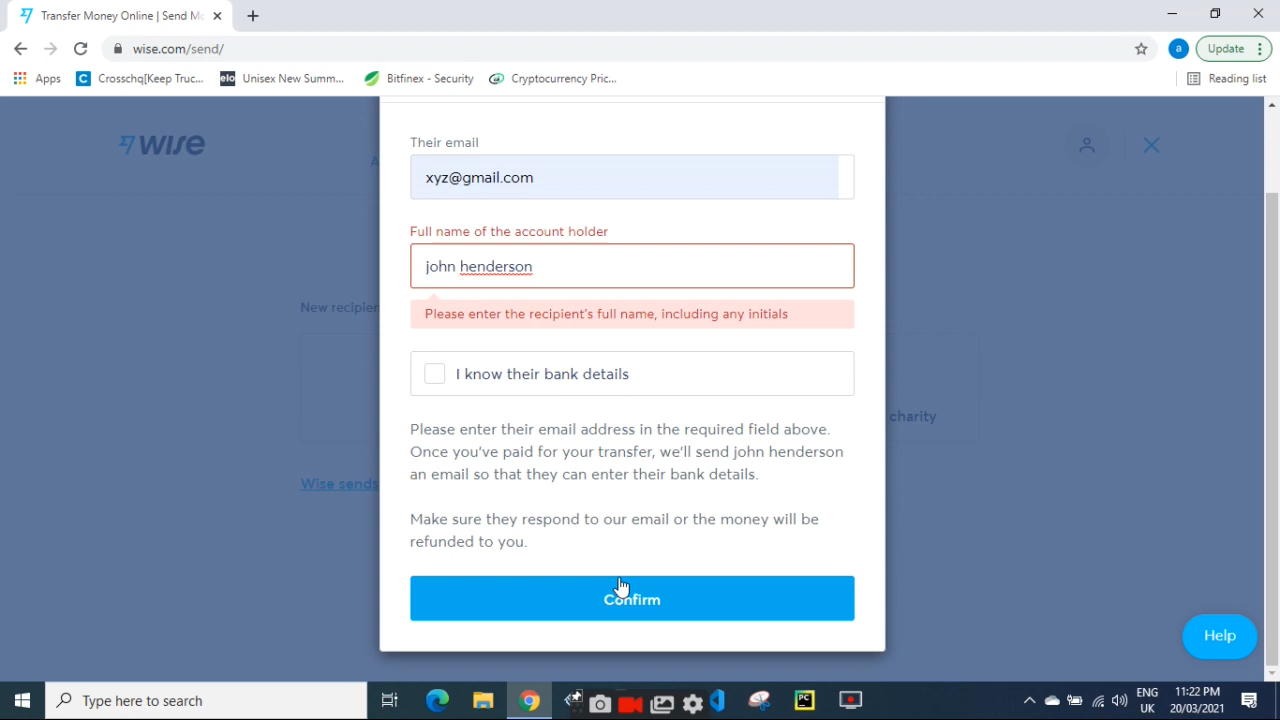 Transfer Money Online | Send Mo
wise.com/send/
a
Update
Apps
C
Crosschq[Keep Truc...
elo
Unisex New Summ...
Bitfinex - Security
Cryptocurrency Pric...
Reading list
wise
A
Their email
xyz@gmail.com
Full name of the account holder
New recipien
john henderson
Please enter the recipient's full name, including any initials
I know their bank details
charity
Please enter their email address in the required field above.
Once you've paid for your transfer, we'll send john henderson
an email so that they can enter their bank details.
Wise sends
Make sure they respond to our email or the money will be
refunded to you.
Confirm
Help
Type here to search
PC
ENG
UK
11:22 PM
20/03/2021